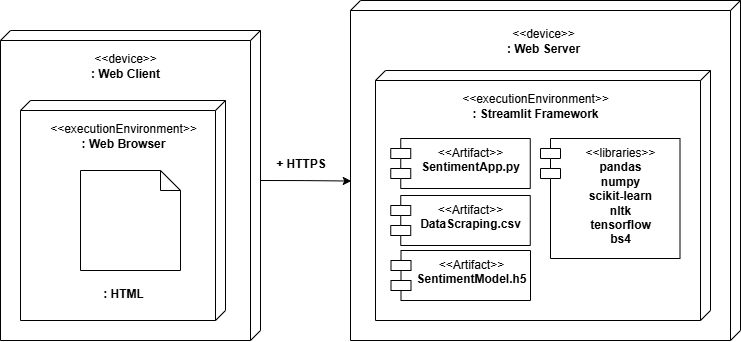 <<device>>
: Web Client
<<executionEnvironment>>
: Web Browser
: HTML
+ HTTPS
<<device>>
: Web Server
<<executionEnvironment>>
: Streamlit Framework
<<Artifact>>
SentimentApp.py
<<Artifact>>
DataScraping.csv
<<Artifact>>
SentimentModel.h5
<<libraries>>
pandas
numpy
scikit-learn
nltk
tensorflow
bs4